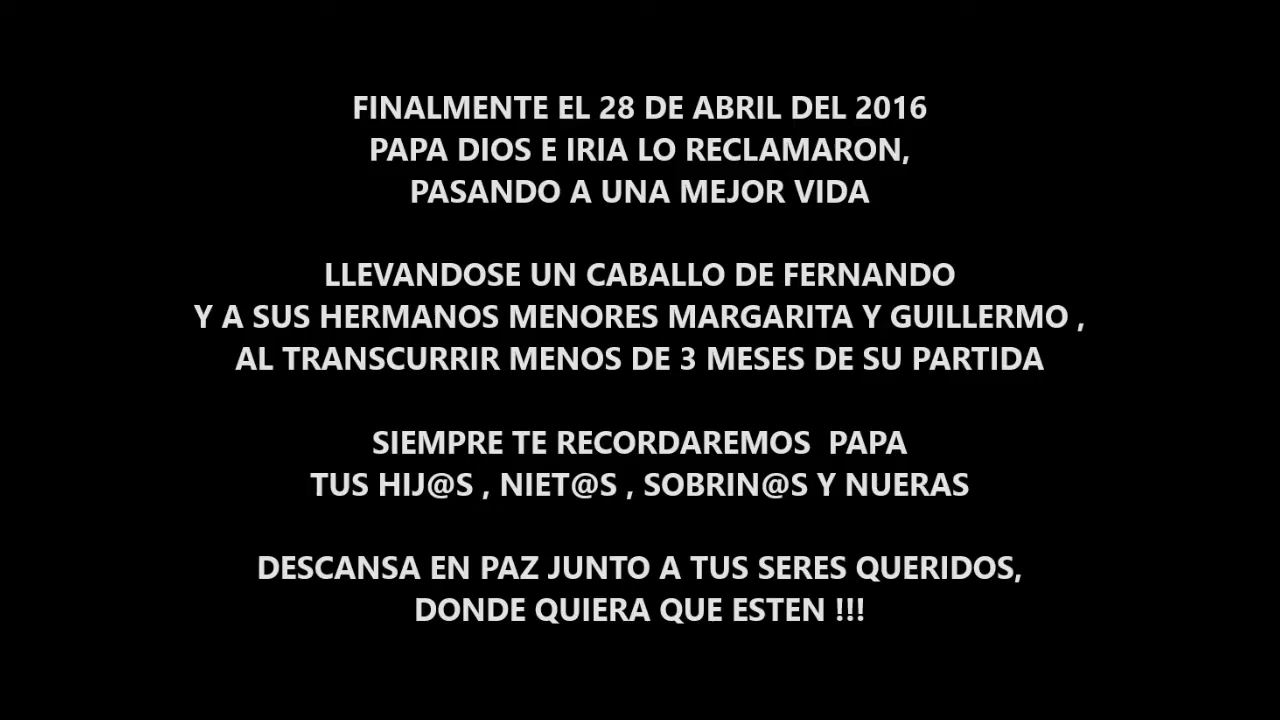 FINALMENTE EL 28 DE ABRIL DEL 2016
PAPA DIOS E IRIA LO RECLAMARON,
PASANDO A UNA MEJOR VIDA
LLEVANDOSE UN CABALLO DE FERNANDO
Y A SUS HERMANOS MENORES MARGARITA Y GUILLERMO ,
AL TRANSCURRIR MENOS DE 3 MESES DE SU PARTIDA
SIEMPRE TE RECORDAREMOS  PAPA
TUS HIJ@S , NIET@S , SOBRIN@S Y NUERAS
DESCANSA EN PAZ JUNTO A TUS SERES QUERIDOS,
DONDE QUIERA QUE ESTEN !!!